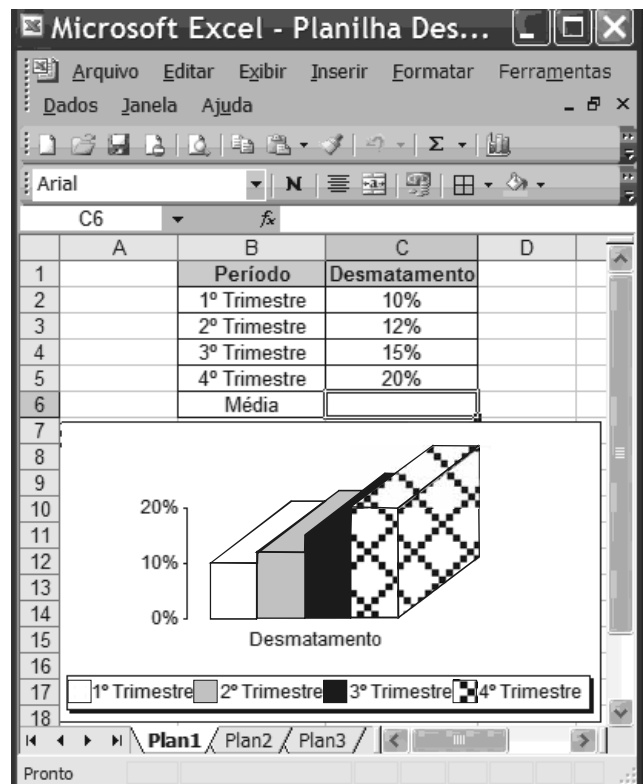 Microsoft Excel - Planilha Des...
Arquivo Editar Exibir Inserir Formatar Ferramentas
Dados Janela Ajuda
Arial N
C6 fx
A B C D
1 Período Desmatamento
2 1º Trimestre 10%
3 2º Trimestre 12%
4 3º Trimestre 15%
5 4º Trimestre 20%
6 Média
7
8
9
10 20%
11
12 10%
13
14 0%
15 Desmatamento
16
17 1º Trimestre 2º Trimestre 3º Trimestre 4º Trimestre
18
Plan1 Plan2 Plan3
Pronto